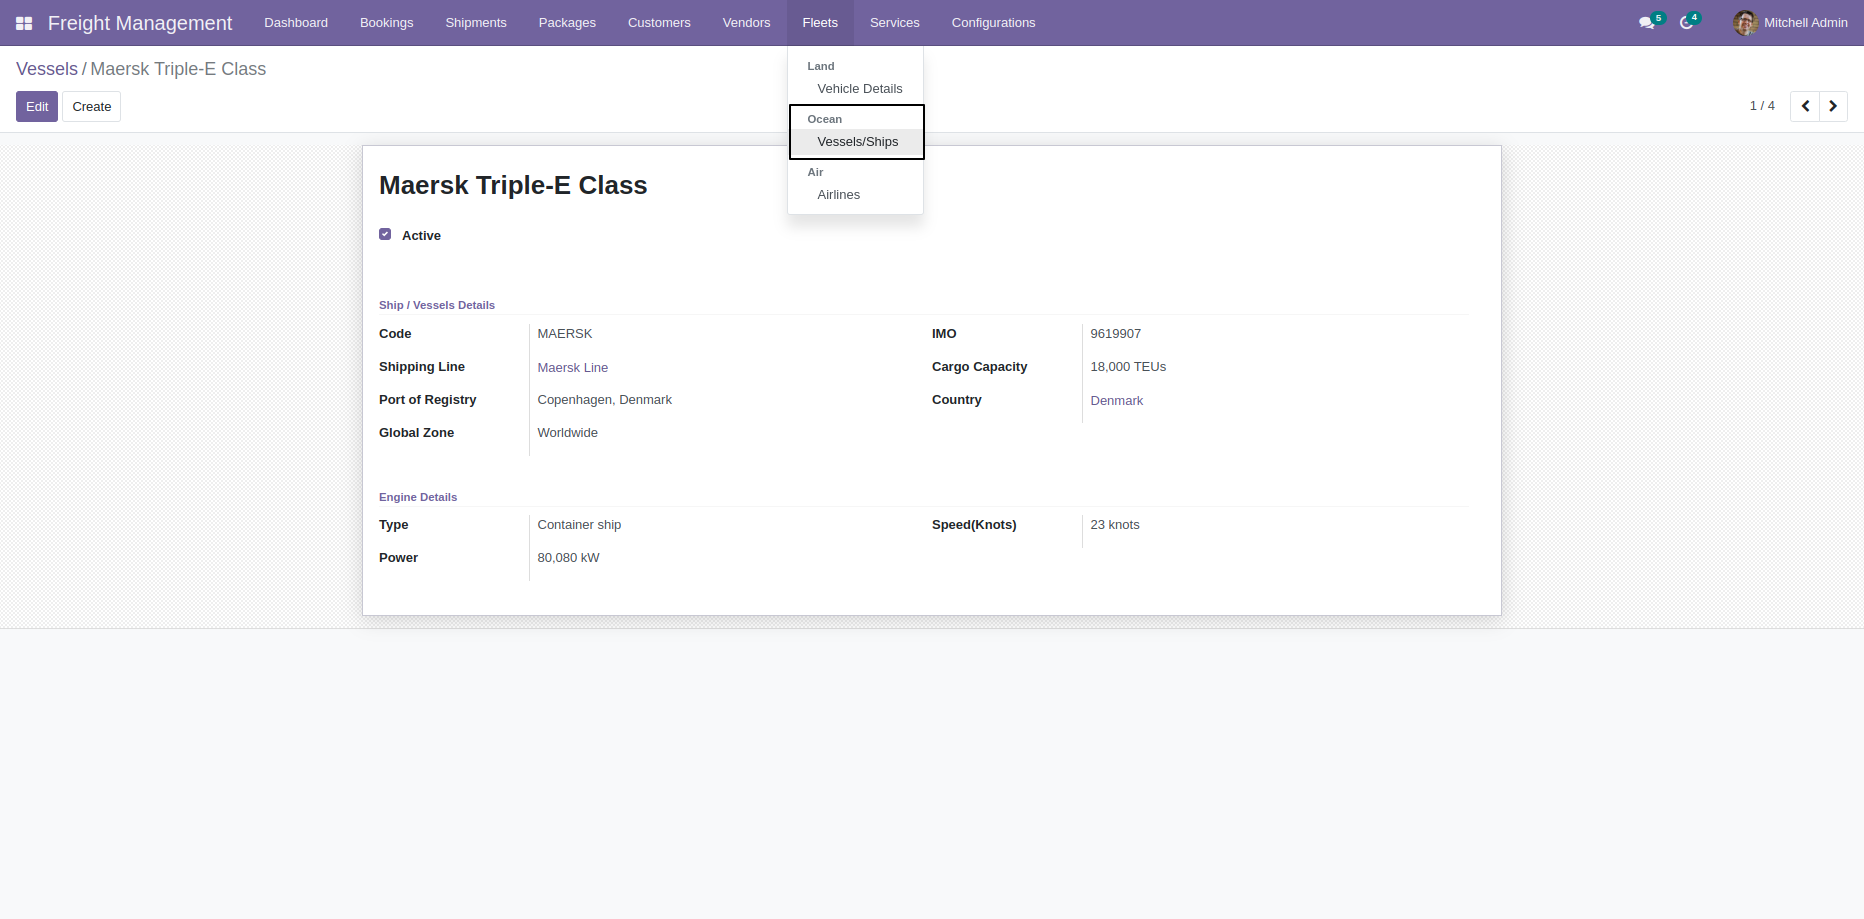 Freight Management Dashboard Bookings Shipments Packages Customers Vendors Fleets Services Configurations 5 4 Mitchell Admin
Vessels / Maersk Triple-E Class
Edit Create 1 / 4
Land
Vehicle Details
Ocean
Vessels/Ships
Air
Airlines
Maersk Triple-E Class
Active
Ship / Vessels Details
Code MAERSK IMO 9619907
Shipping Line Maersk Line Cargo Capacity 18,000 TEUs
Port of Registry Copenhagen, Denmark Country Denmark
Global Zone Worldwide
Engine Details
Type Container ship Speed(Knots) 23 knots
Power 80,080 kW